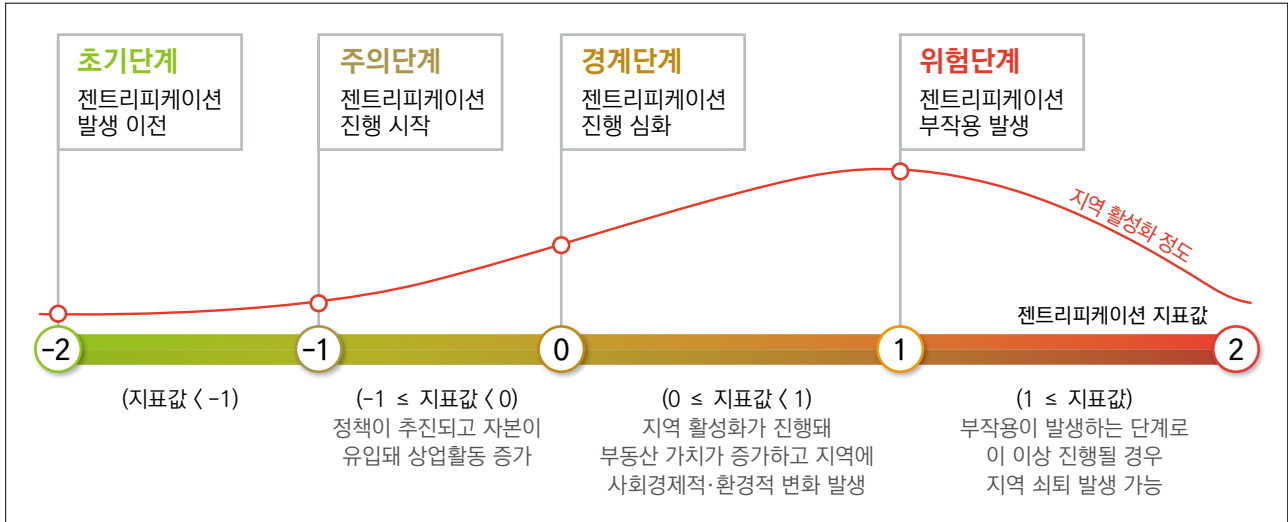 초기단계
젠트리피케이션
발생 이전
주의단계
젠트리피케이션
진행 시작
경계단계
젠트리피케이션
진행 심화
위험단계
젠트리피케이션
부작용 발생
지역 활성화 정도
젠트리피케이션 지표값
-2
-1
0
1
2
(지표값 < -1)
(-1 ≤ 지표값 < 0)
정책이 추진되고 자본이
유입돼 상업활동 증가
(0 ≤ 지표값 < 1)
지역 활성화가 진행돼
부동산 가치가 증가하고 지역에
사회경제적·환경적 변화 발생
(1 ≤ 지표값)
부작용이 발생하는 단계로
이 이상 진행될 경우
지역 쇠퇴 발생 가능